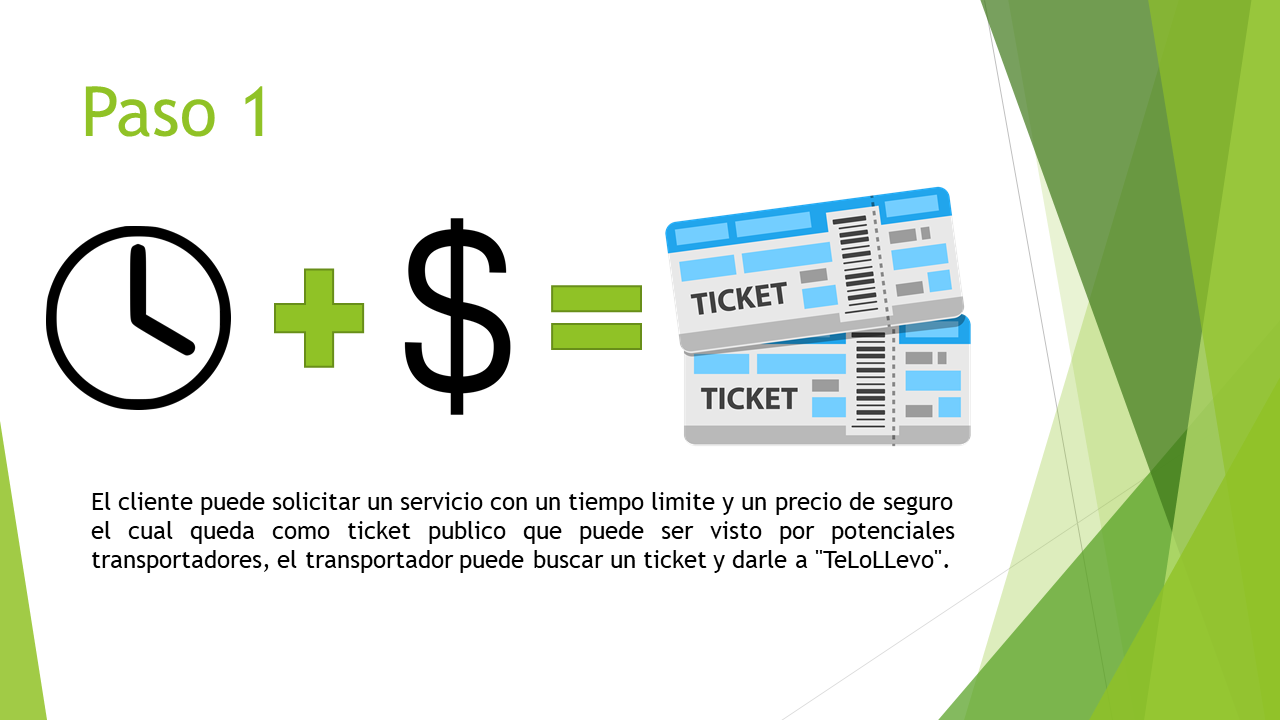 Paso 1
$
TICKET
TICKET
El cliente puede solicitar un servicio con un tiempo limite y un precio de seguro
el cual queda como ticket publico que puede ser visto por potenciales
transportadores, el transportador puede buscar un ticket y darle a "TeLoLLevo".